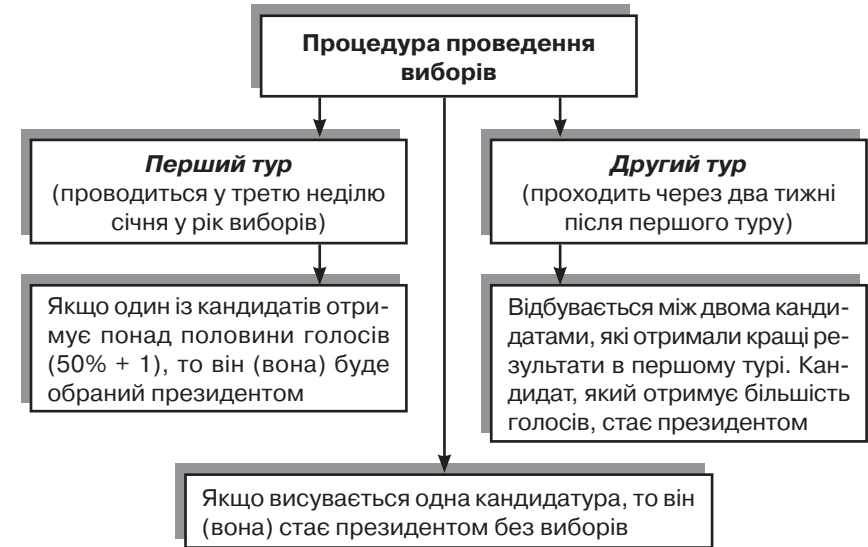 Процедура проведення
виборів
Перший тур
(проводиться у третю неділю
січня у рік виборів)
Другий тур
(проходить через два тижні
після першого туру)
Якщо один із кандидатів отри-
мує понад половини голосів
(50% + 1), то він (вона) буде
обраний президентом
Відбувається між двома канди-
датами, які отримали кращі ре-
зультати в першому турі. Кан-
дидат, який отримує більшість
голосів, стає президентом
Якщо висувається одна кандидатура, то він
(вона) стає президентом без виборів